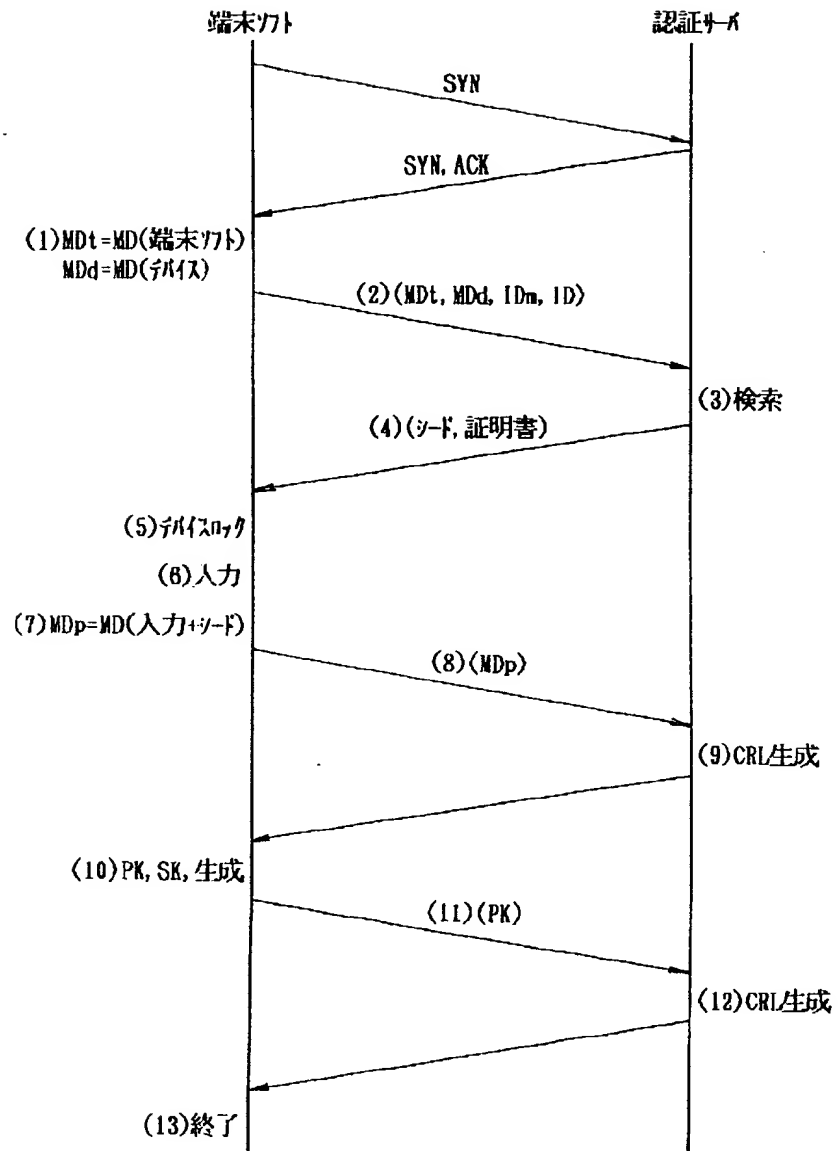 端末ソフト
認証サーバ
SYN
SYN, ACK
(1)MDt=MD(端末ソフト)
MDd=MD(デバイス)
(2)(MDt, MDd, IDm, ID)
(3)検索
(4)(シード, 証明書)
(5)デバイスロック
(6)入力
(7)MDp=MD(入力+シード)
(8)(MDp)
(9)CRL生成
(10)PK, SK, 生成
(11)(PK)
(12)CRL生成
(13)終了